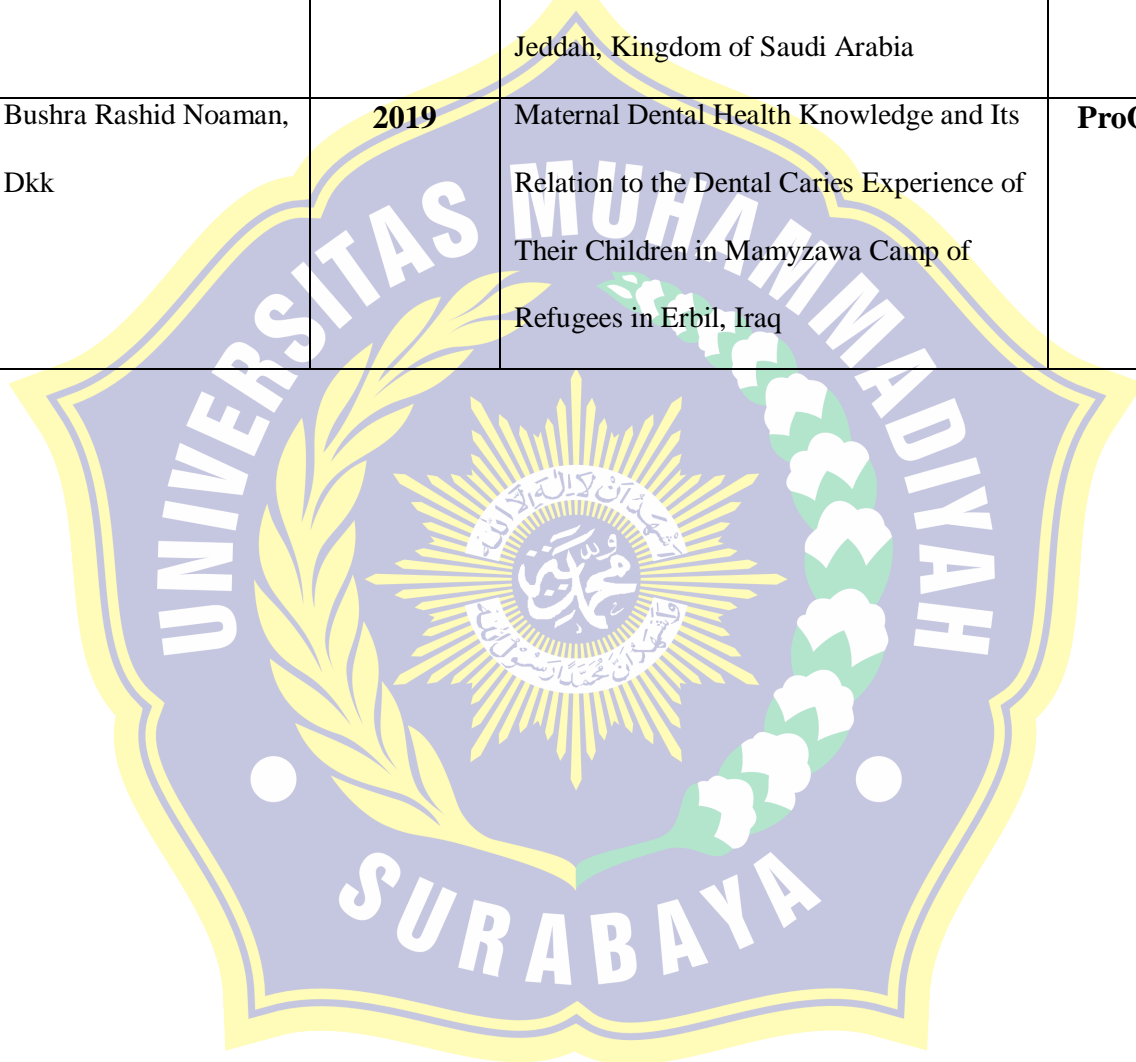 Jeddah, Kingdom of Saudi Arabia
Bushra Rashid Noaman, 2019 Maternal Dental Health Knowledge and Its
Dkk Relation to the Dental Caries Experience of
Their Children in Mamyzawa Camp of
Refugees in Erbil, Iraq
UNIVERSITAS MUHAMMADIYAH
محمدية
SURABAYA